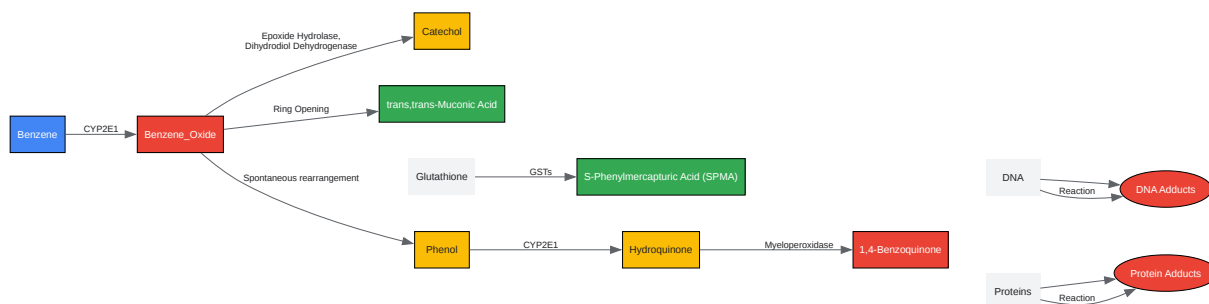 Catechol
Epoxide Hydrolase,
Dihydrodiol Dehydrogenase
trans,trans-Muconic Acid
Ring Opening
Benzene
CYP2E1
Benzene_Oxide
Glutathione
GSTs
S-Phenylmercapturic Acid (SPMA)
DNA
Reaction
DNA Adducts
Spontaneous rearrangement
Phenol
CYP2E1
Hydroquinone
Myeloperoxidase
1,4-Benzoquinone
Proteins
Reaction
Protein Adducts